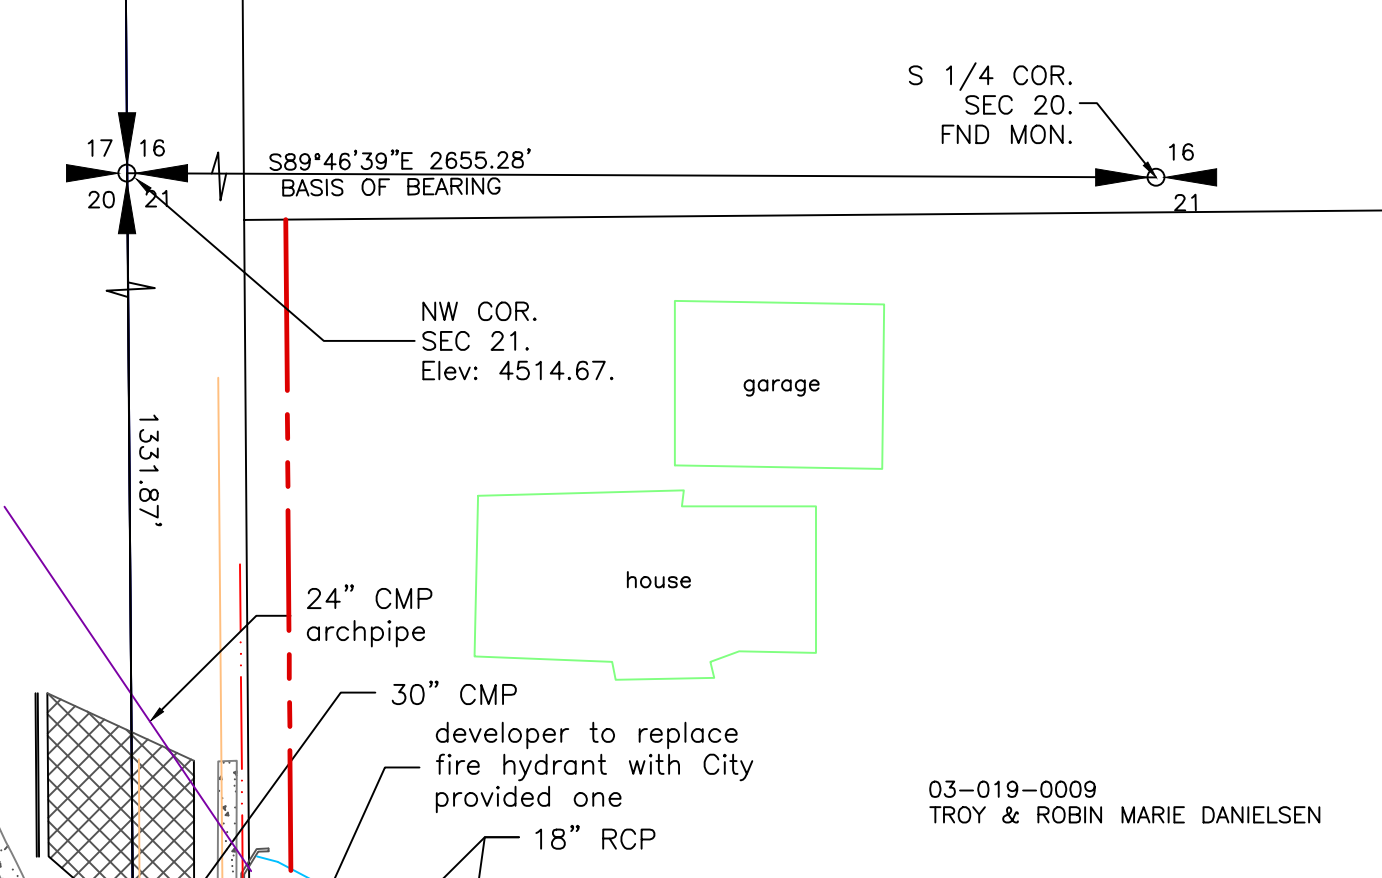 S 1/4 COR.
SEC 20.
FND MON.
17 16
20 21
S89°46'39"E 2655.28'
BASIS OF BEARING
16
21
NW COR.
SEC 21.
Elev: 4514.67.
garage
1331.87'
house
24" CMP
archpipe
30" CMP
developer to replace
fire hydrant with City
provided one
18" RCP
03-019-0009
TROY & ROBIN MARIE DANIELSEN